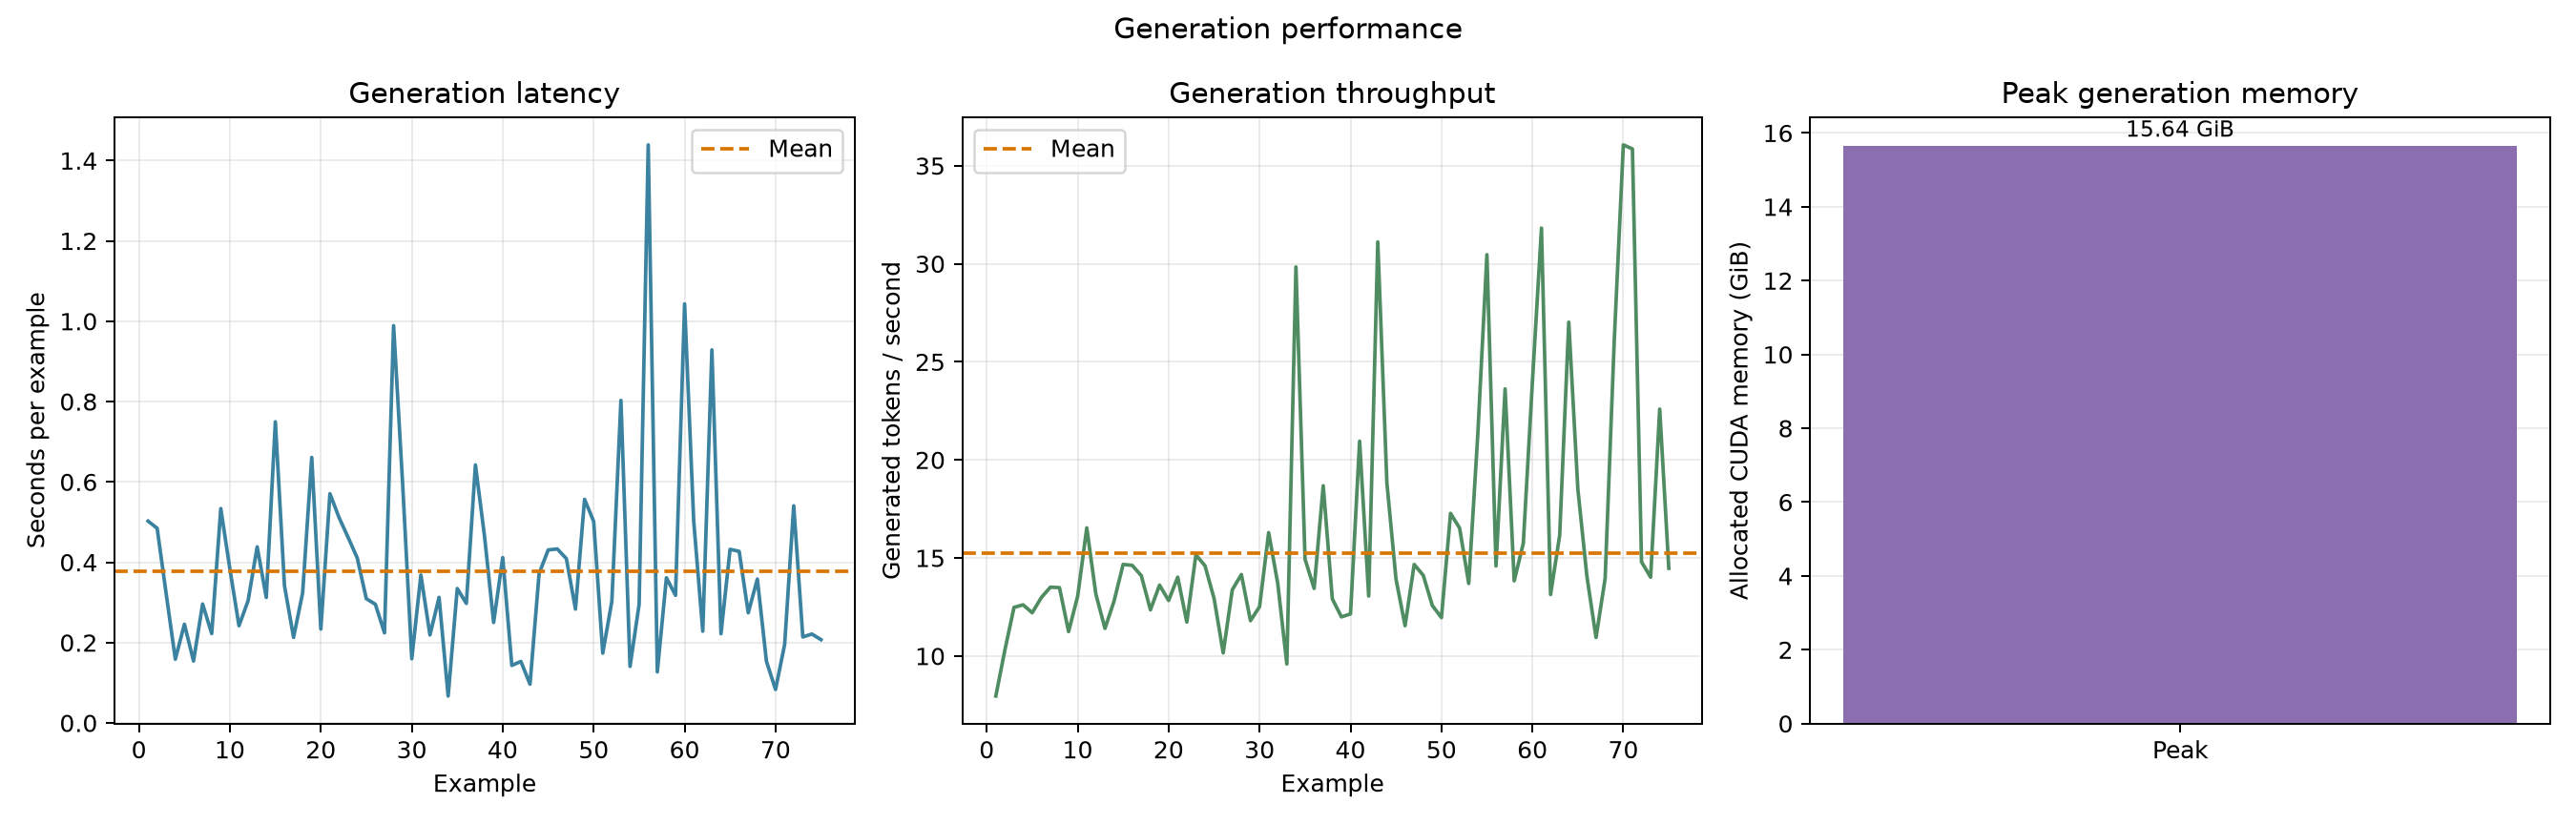 Generation performance
Generation latency
Seconds per example
1.4
1.2
1.0
0.8
0.6
0.4
0.2
0.0
Mean
0 10 20 30 40 50 60 70
Example
Generation throughput
Generated tokens / second
35
30
25
20
15
10
Mean
0 10 20 30 40 50 60 70
Example
Peak generation memory
Allocated CUDA memory (GiB)
16
14
12
10
8
6
4
2
0
15.64 GiB
Peak